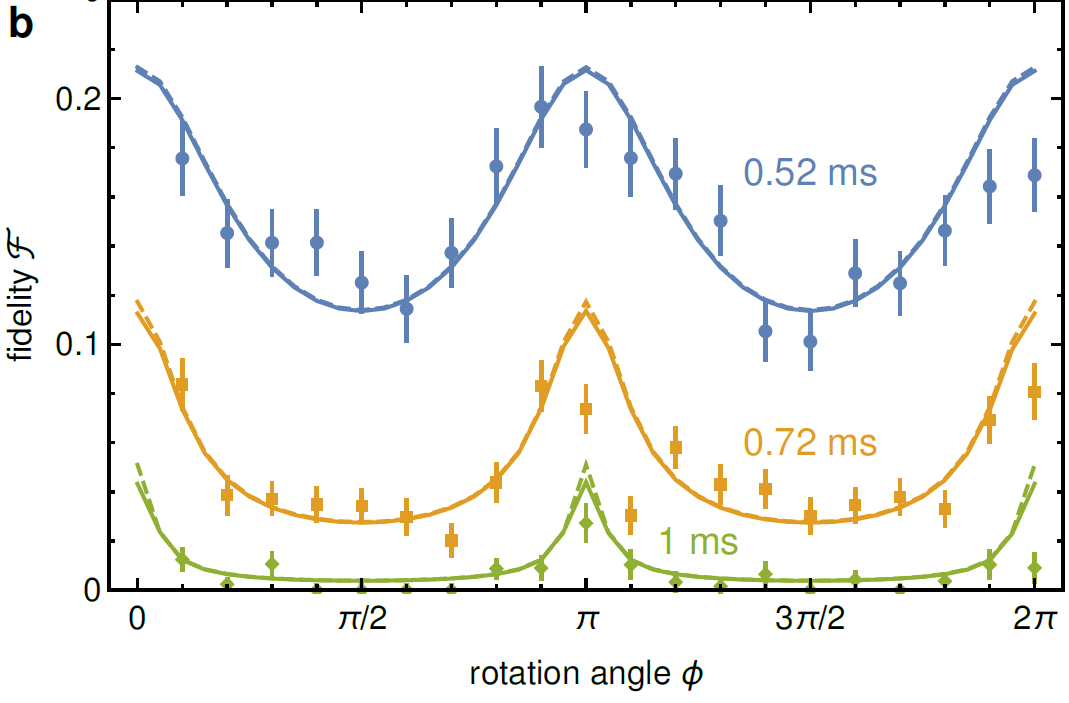 b
0.2
0.52 ms
0.1
0.72 ms
1 ms
0
0 π/2 π 3π/2 2π
fidelity ℱ
rotation angle ϕ